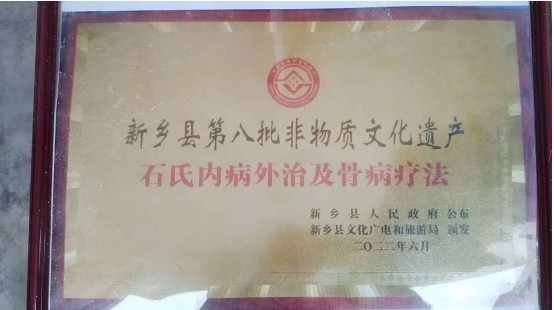 新乡县第八批非物质文化遗产
石氏内病外治及骨病疗法
新乡县人民政府 公布
新乡县文化广电和旅游局 颁发
二〇二二年六月